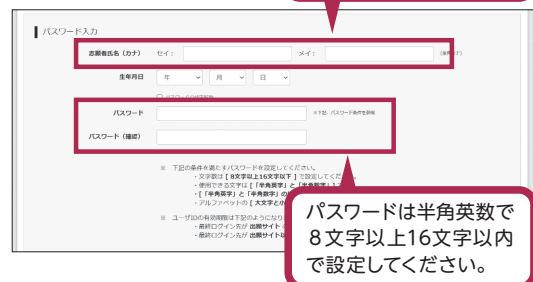 パスワード入力
志願者氏名（カナ） セイ： メイ：
生年月日 年 月 日
パスワード ※下記、パスワード条件を参照
パスワード（確認）
※ 下記の条件を満たすパスワードを設定してください。
・文字数は [ 8文字以上16文字以下 ] で設定してくだ
・使用できる文字は [「半角英字」と「半角数字」]
・[「半角英字」と「半角数字」の
・アルファベットの [ 大文字と小
※ ユーザIDの有効期限は下記のようになり
・最終ログイン先が 出願サイト
・最終ログイン先が 出願サイト以
パスワードは半角英数で
８文字以上16文字以内
で設定してください。